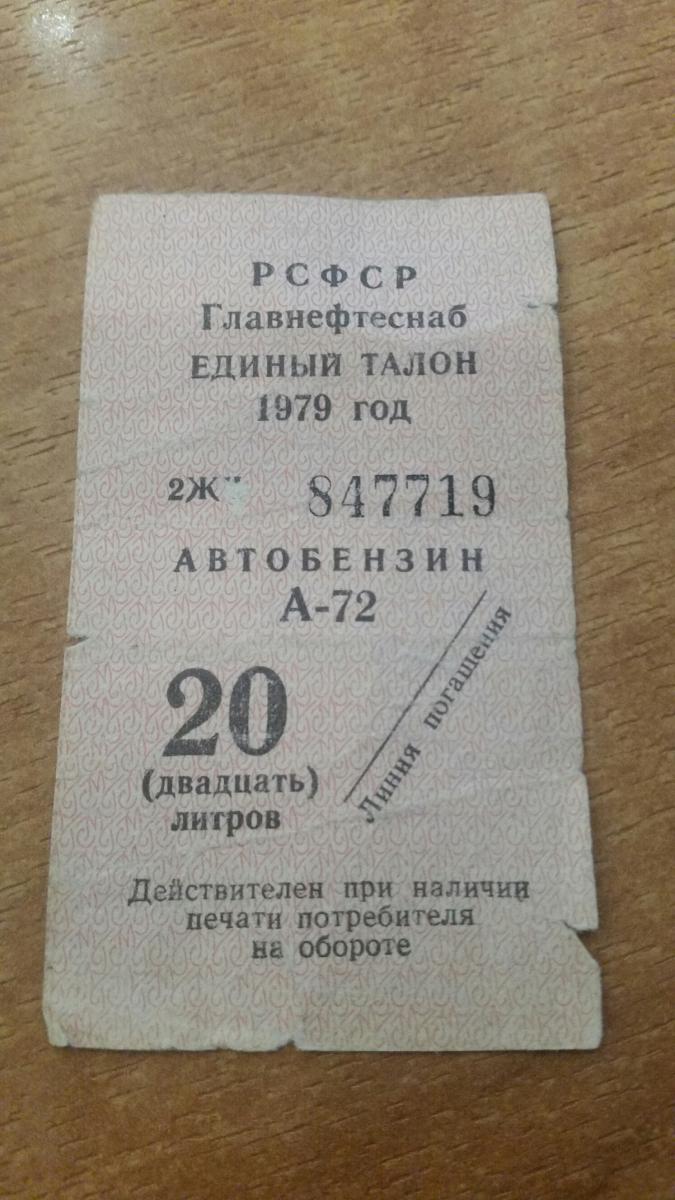 РСФСР
Главнефтеснаб
ЕДИНЫЙ ТАЛОН
1979 год
2Ж" 847719
АВТОБЕНЗИН
А-72
Линия погашения
20
(двадцать)
литров
Действителен при наличии
печати потребителя
на обороте